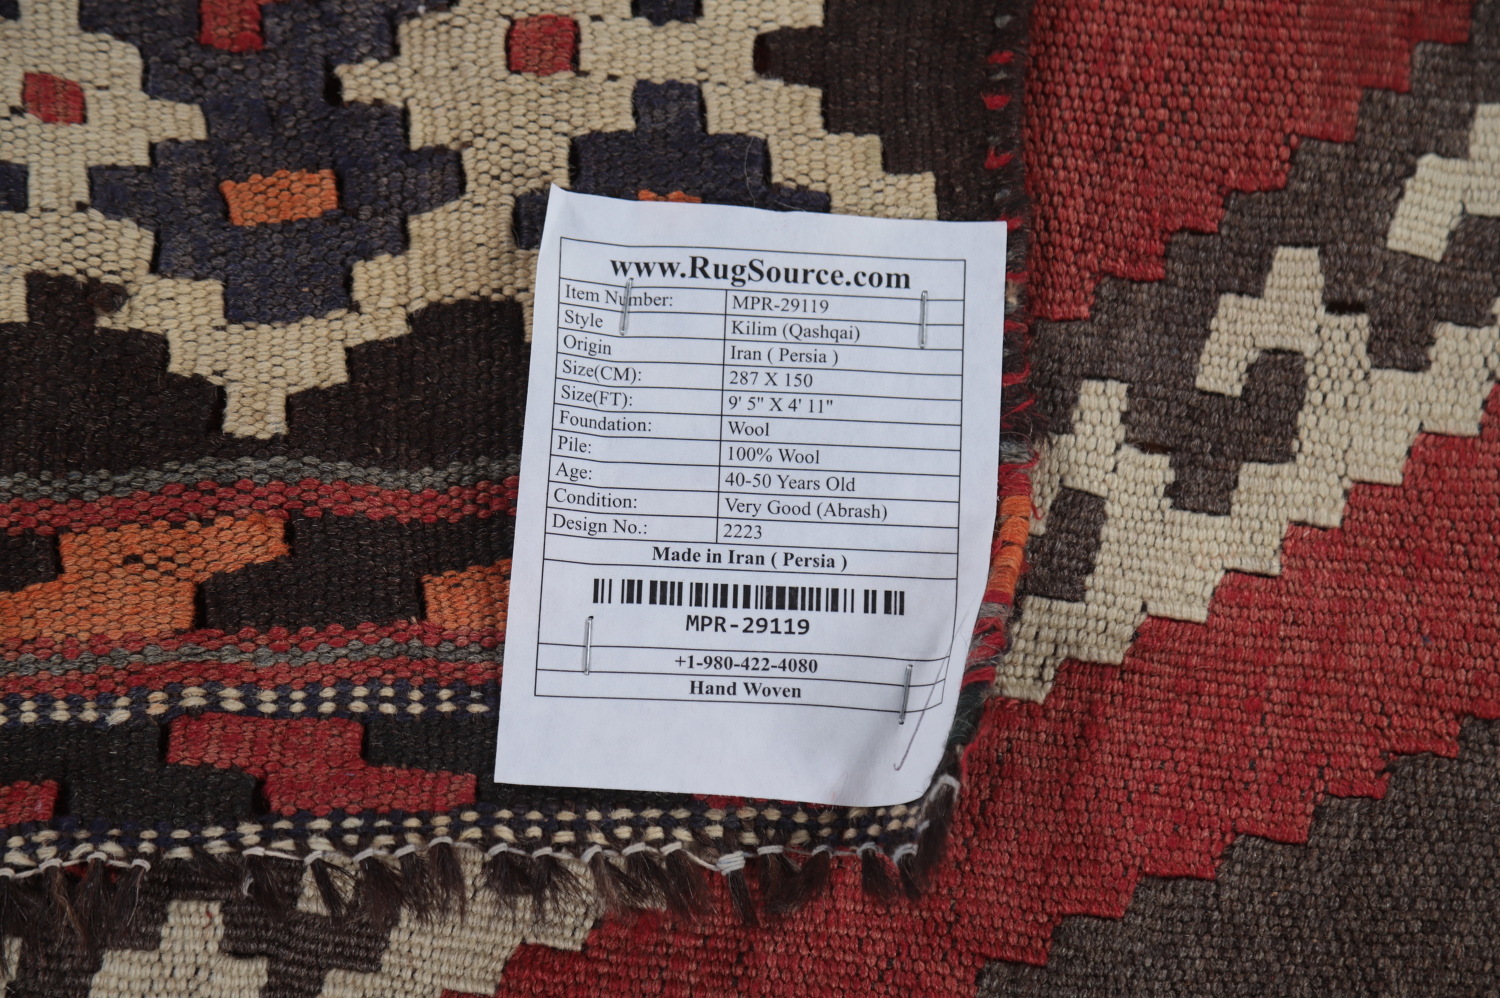 www.RugSource.com
Item Number: MPR-29119
Style Kilim (Qashqai)
Origin Iran ( Persia )
Size(CM): 287 X 150
Size(FT): 9' 5" X 4' 11"
Foundation: Wool
Pile: 100% Wool
Age: 40-50 Years Old
Condition: Very Good (Abrash)
Design No.: 2223
Made in Iran ( Persia )
MPR-29119
+1-980-422-4080
Hand Woven